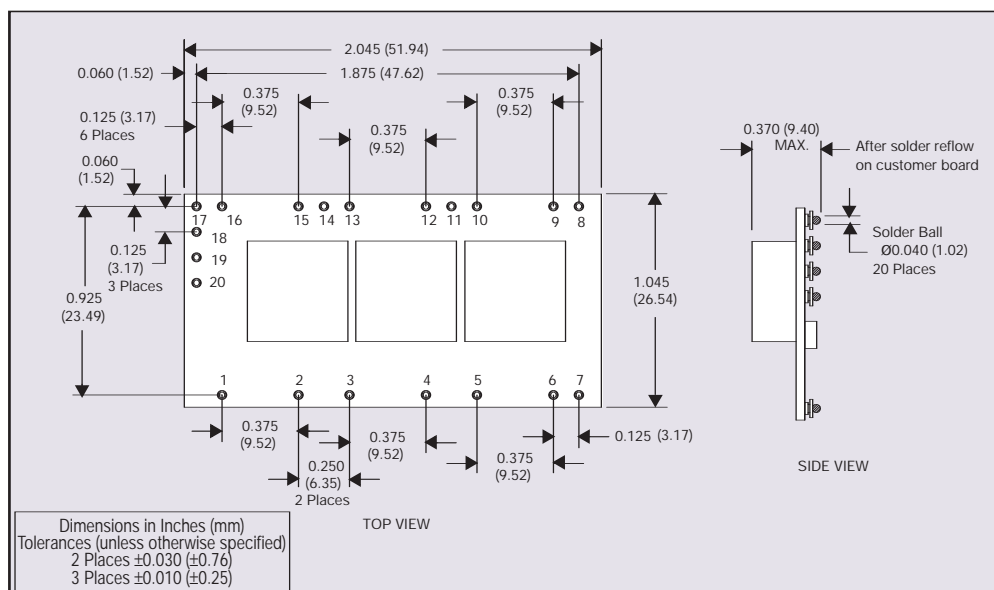 2.045 (51.94)
0.060 (1.52)
1.875 (47.62)
0.375
(9.52)
0.375
(9.52)
0.125 (3.17)
6 Places
0.375
(9.52)
0.370 (9.40)
MAX.
After solder reflow
on customer board
0.060
(1.52)
17 16 15 14 13 12 11 10 9 8
18
19
20
0.125
(3.17)
3 Places
Solder Ball
Ø0.040 (1.02)
20 Places
0.925
(23.49)
1.045
(26.54)
1 2 3 4 5 6 7
0.375
(9.52)
0.375
(9.52)
0.125 (3.17)
0.250
(6.35)
2 Places
0.375
(9.52)
SIDE VIEW
TOP VIEW
Dimensions in Inches (mm)
Tolerances (unless otherwise specified)
2 Places ±0.030 (±0.76)
3 Places ±0.010 (±0.25)